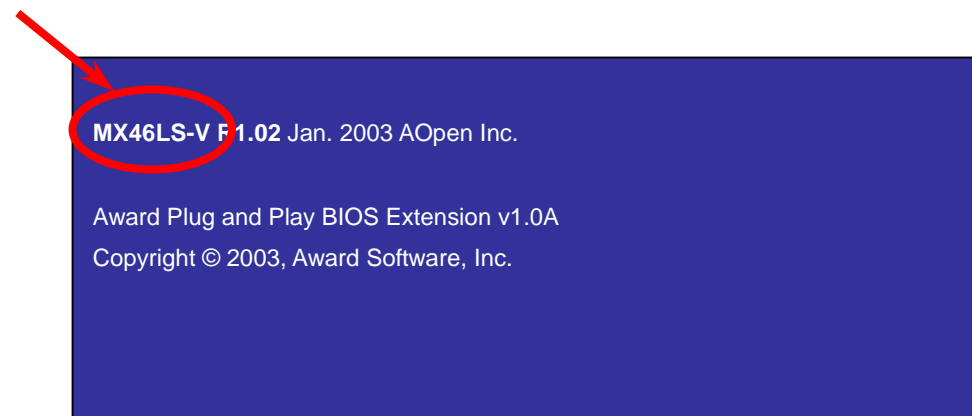 MX46LS-V R1.02 Jan. 2003 AOpen Inc.
Award Plug and Play BIOS Extension v1.0A
Copyright © 2003, Award Software, Inc.